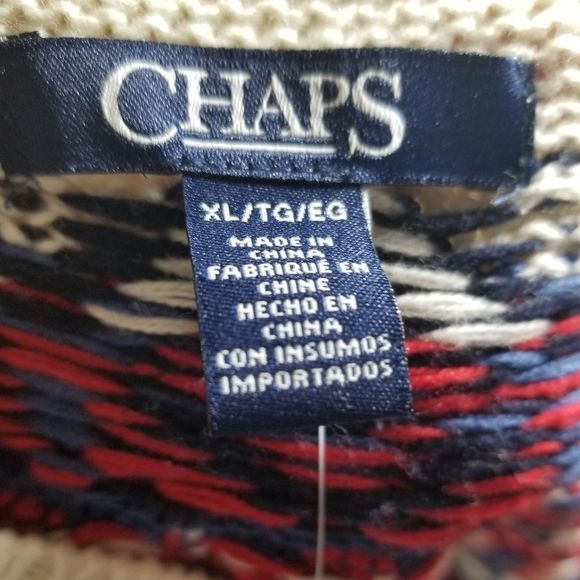 CHAPS
XL/TG/EG
MADE IN
CHINA
FABRIQUÉ EN
CHINE
HECHO EN
CHINA
CON INSUMOS
IMPORTADOS